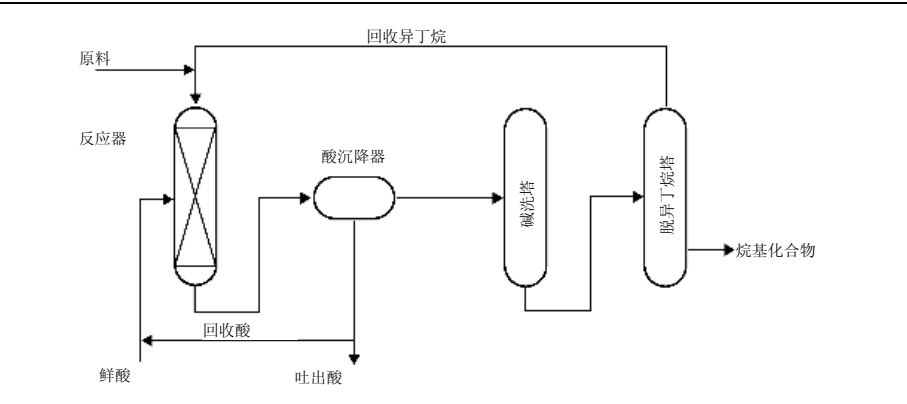 回收异丁烷
原料
反应器
酸沉降器
碱洗塔
脱异丁烷塔
烷基化合物
回收酸
鲜酸
吐出酸